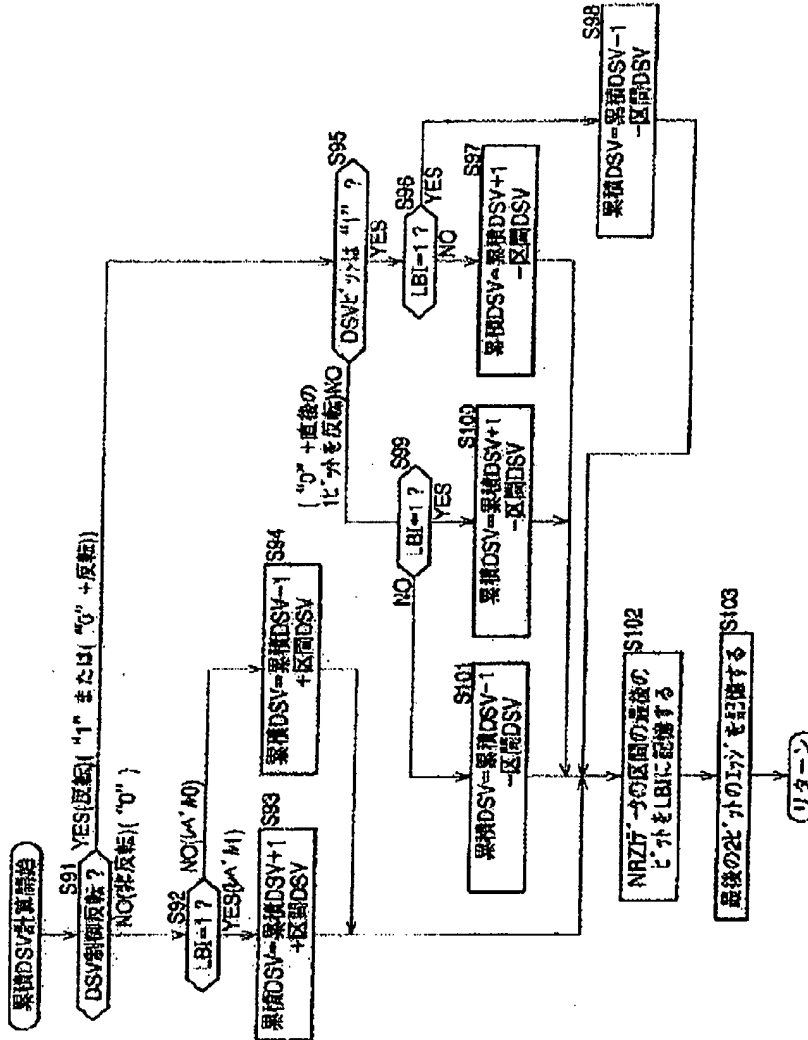 累積DSV計算開始
S91
DSV制御反転？
YES(反転)(“1”または(“0”+反転))
NO(非反転)(“0”)
S92
LBI=1？
NO(ﾚﾍﾞﾙ0)
YES(ﾚﾍﾞﾙ1)
S93
累積DSV=累積DSV+1
+区間DSV
S94
累積DSV=累積DSV-1
+区間DSV
S95
DSVﾋﾞｯﾄは“1”？
YES
(“0”+直後の
1ﾋﾞｯﾄを反転)NO
S96
LBI=1？
YES
NO
S97
累積DSV=累積DSV+1
-区間DSV
S98
累積DSV=累積DSV-1
-区間DSV
S99
LBI=1？
NO
YES
S100
累積DSV=累積DSV+1
-区間DSV
S101
累積DSV=累積DSV-1
-区間DSV
S102
NRZIﾃﾞｰﾀの区間の最後の
ﾋﾞｯﾄをLBIに記憶する
S103
最後の2ﾋﾞｯﾄのｴｯｼﾞを記憶する
リターン